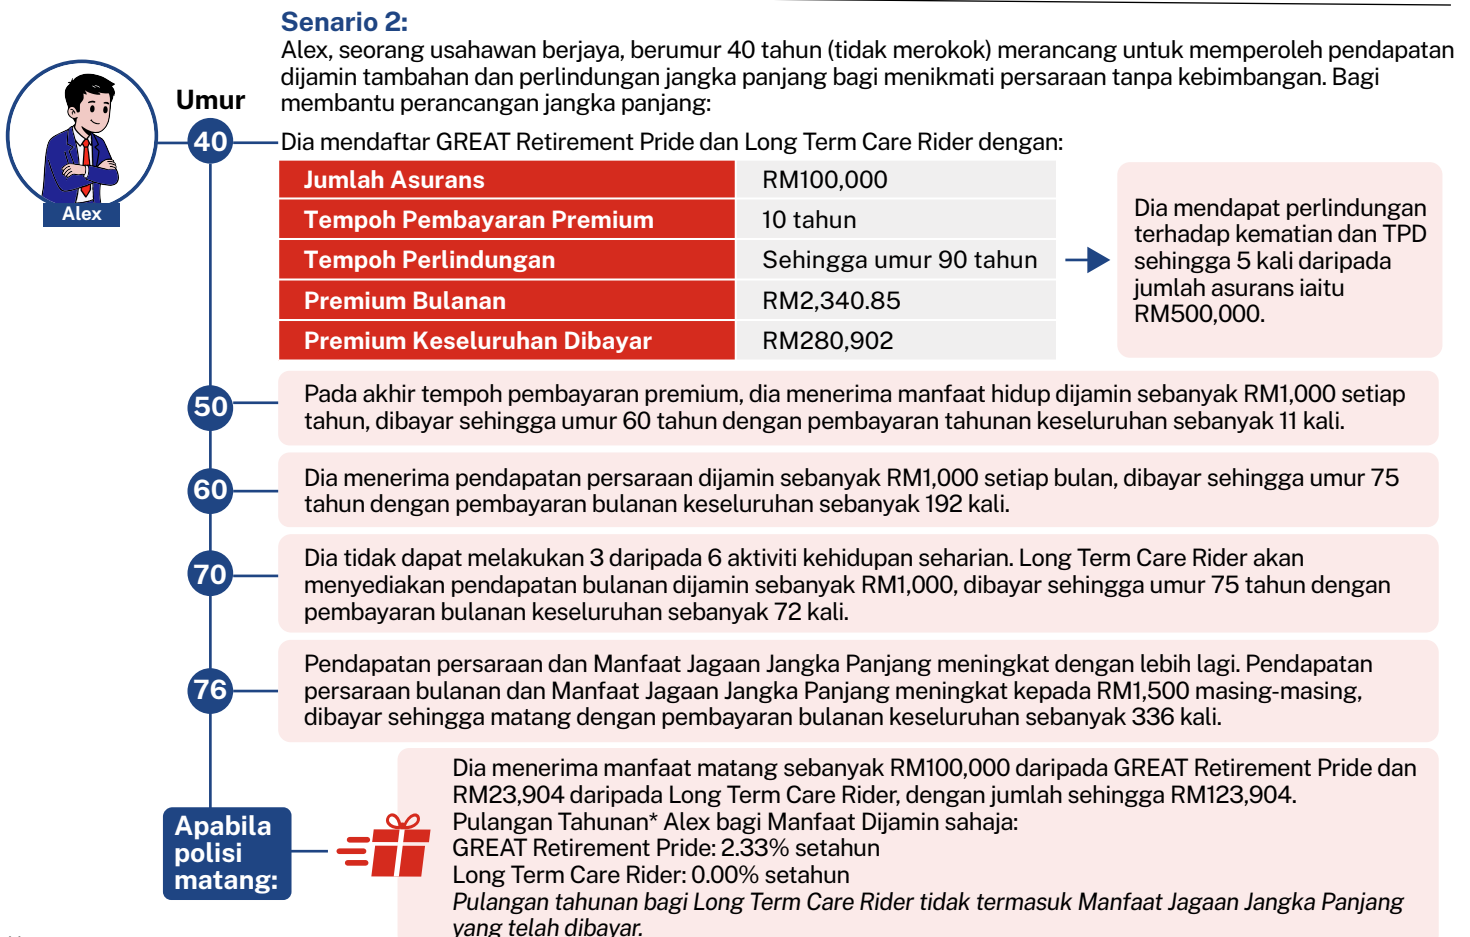 Senario 2:
Alex, seorang usahawan berjaya, berumur 40 tahun (tidak merokok) merancang untuk memperoleh pendapatan
dijamin tambahan dan perlindungan jangka panjang bagi menikmati persaraan tanpa kebimbangan. Bagi
membantu perancangan jangka panjang:
Umur
Alex
40
Dia mendaftar GREAT Retirement Pride dan Long Term Care Rider dengan:
Jumlah Asurans RM100,000
Tempoh Pembayaran Premium 10 tahun
Tempoh Perlindungan Sehingga umur 90 tahun
Premium Bulanan RM2,340.85
Premium Keseluruhan Dibayar RM280,902
Dia mendapat perlindungan
terhadap kematian dan TPD
sehingga 5 kali daripada
jumlah asurans iaitu
RM500,000.
50
Pada akhir tempoh pembayaran premium, dia menerima manfaat hidup dijamin sebanyak RM1,000 setiap
tahun, dibayar sehingga umur 60 tahun dengan pembayaran tahunan keseluruhan sebanyak 11 kali.
60
Dia menerima pendapatan persaraan dijamin sebanyak RM1,000 setiap bulan, dibayar sehingga umur 75
tahun dengan pembayaran bulanan keseluruhan sebanyak 192 kali.
70
Dia tidak dapat melakukan 3 daripada 6 aktiviti kehidupan seharian. Long Term Care Rider akan
menyediakan pendapatan bulanan dijamin sebanyak RM1,000, dibayar sehingga umur 75 tahun dengan
pembayaran bulanan keseluruhan sebanyak 72 kali.
76
Pendapatan persaraan dan Manfaat Jagaan Jangka Panjang meningkat dengan lebih lagi. Pendapatan
persaraan bulanan dan Manfaat Jagaan Jangka Panjang meningkat kepada RM1,500 masing-masing,
dibayar sehingga matang dengan pembayaran bulanan keseluruhan sebanyak 336 kali.
Apabila
polisi
matang:
Dia menerima manfaat matang sebanyak RM100,000 daripada GREAT Retirement Pride dan
RM23,904 daripada Long Term Care Rider, dengan jumlah sehingga RM123,904.
Pulangan Tahunan* Alex bagi Manfaat Dijamin sahaja:
GREAT Retirement Pride: 2.33% setahun
Long Term Care Rider: 0.00% setahun
Pulangan tahunan bagi Long Term Care Rider tidak termasuk Manfaat Jagaan Jangka Panjang
yang telah dibayar.